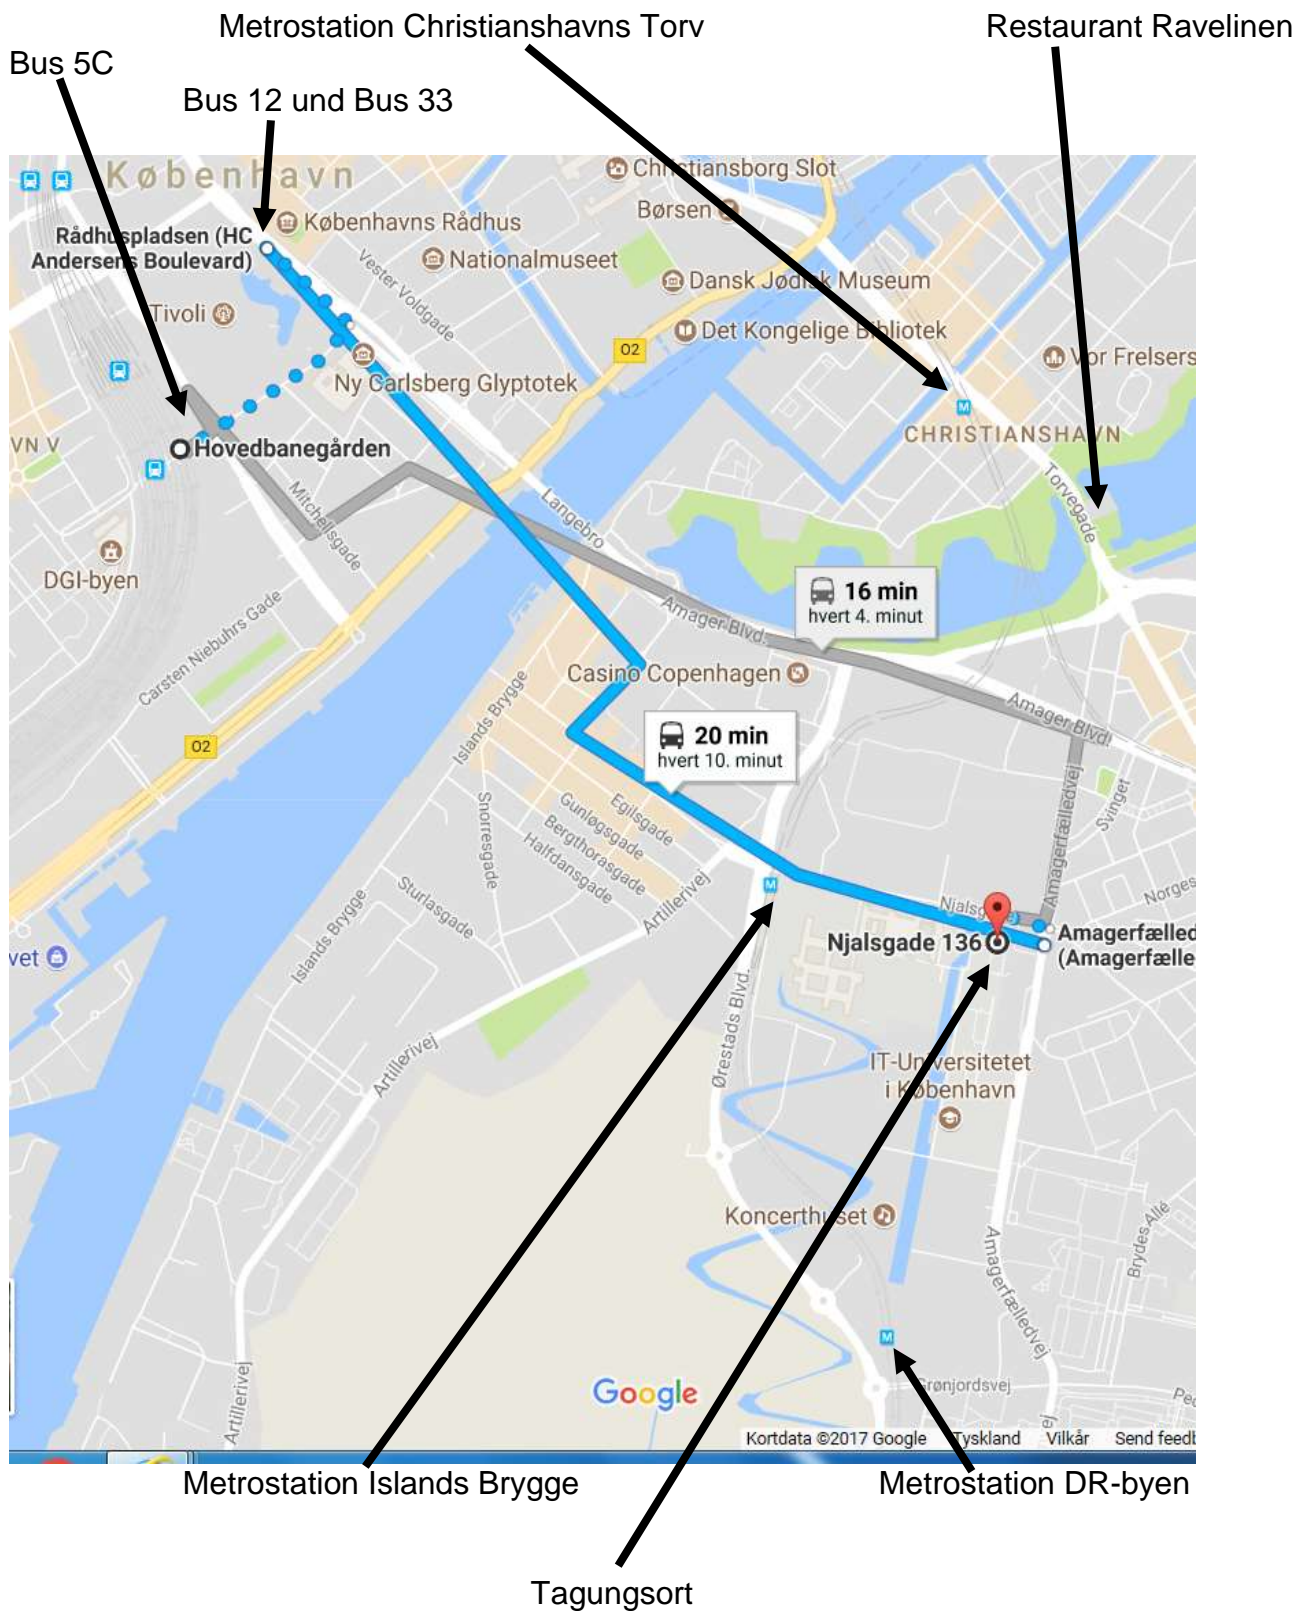 Metrostation Christianshavns Torv
Restaurant Ravelinen
Bus 5C
Bus 12 und Bus 33
København
Christiansborg Slot
Børsen
Københavns Rådhus
Rådhuspladsen (HC
Andersens Boulevard)
Nationalmuseet
Vester Voldgade
Dansk Jødisk Museum
Tivoli
Det Kongelige Bibliotek
O2
Vor Frelsers
Ny Carlsberg Glyptotek
VN V
Hovedbanegården
CHRISTIANSHAVN
Mitchellsgade
Langebro
Torvegade
DGI-byen
16 min
hvert 4. minut
Amager Blvd.
Carsten Niebuhrs Gade
Casino Copenhagen
Islands Brygge
Amager Blvd.
20 min
hvert 10. minut
O2
Amagerfælledvej
Svinget
Snorresgade
Egilsgade
Gunløgsgade
Bergthorasgade
Halfdansgade
Sturlasgade
Artillerivej
Norges
Njalsgade
Islands Brygge
Njalsgade 136
Amagerfælled
(Amagerfælle
vet
Ørestads Blvd.
Artillerivej
IT-Universitetet
i København
Koncerthuset
Brydes Allé
Amagerfælledvej
Artillerivej
Grønjordsvej
Google
Kortdata ©2017 Google Tyskland Vilkår Send feedb
Metrostation Islands Brygge
Metrostation DR-byen
Tagungsort